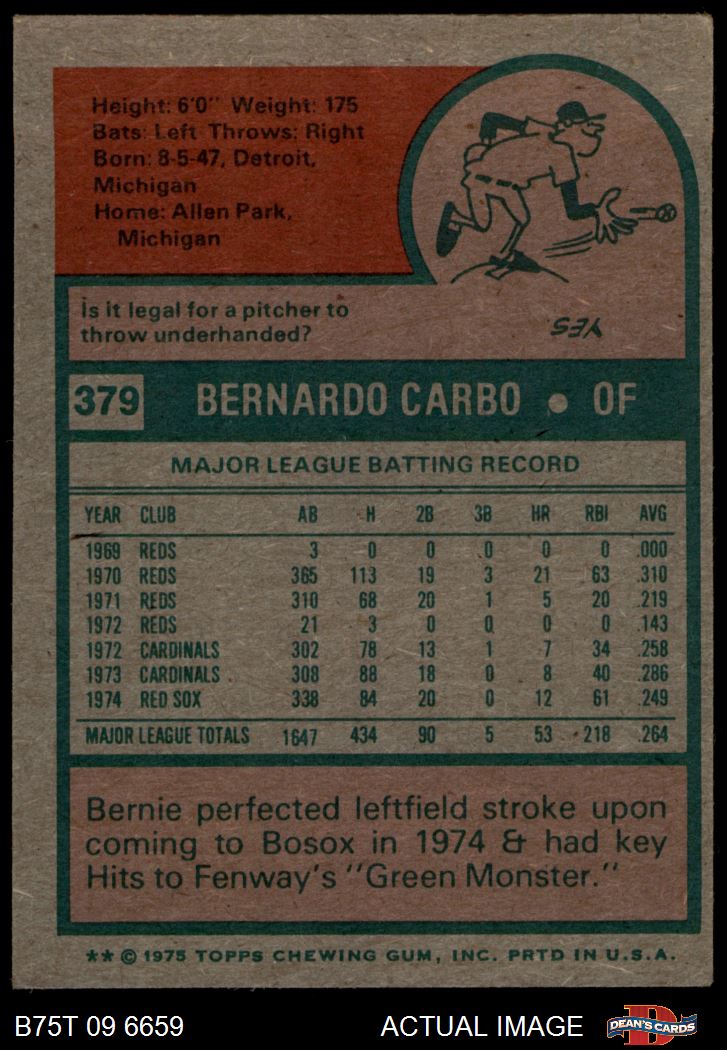 Height: 6'0" Weight: 175
Bats: Left Throws: Right
Born: 8-5-47, Detroit,
Michigan
Home: Allen Park,
Michigan
Is it legal for a pitcher to
throw underhanded?
YES
379 BERNARDO CARBO • OF
MAJOR LEAGUE BATTING RECORD
YEAR CLUB AB H 2B 3B HR RBI AVG
1969 REDS 3 0 0 0 0 0 .000
1970 REDS 365 113 19 3 21 63 .310
1971 REDS 310 68 20 1 5 20 .219
1972 REDS 21 3 0 0 0 0 .143
1972 CARDINALS 302 78 13 1 7 34 .258
1973 CARDINALS 308 88 18 0 8 40 .286
1974 RED SOX 338 84 20 0 12 61 .249
MAJOR LEAGUE TOTALS 1647 434 90 5 53 218 .264
Bernie perfected leftfield stroke upon
coming to Bosox in 1974 & had key
Hits to Fenway's "Green Monster."
** © 1975 TOPPS CHEWING GUM, INC. PRTD IN U.S.A.
B75T 09 6659 ACTUAL IMAGE
D
DEAN'S CARDS